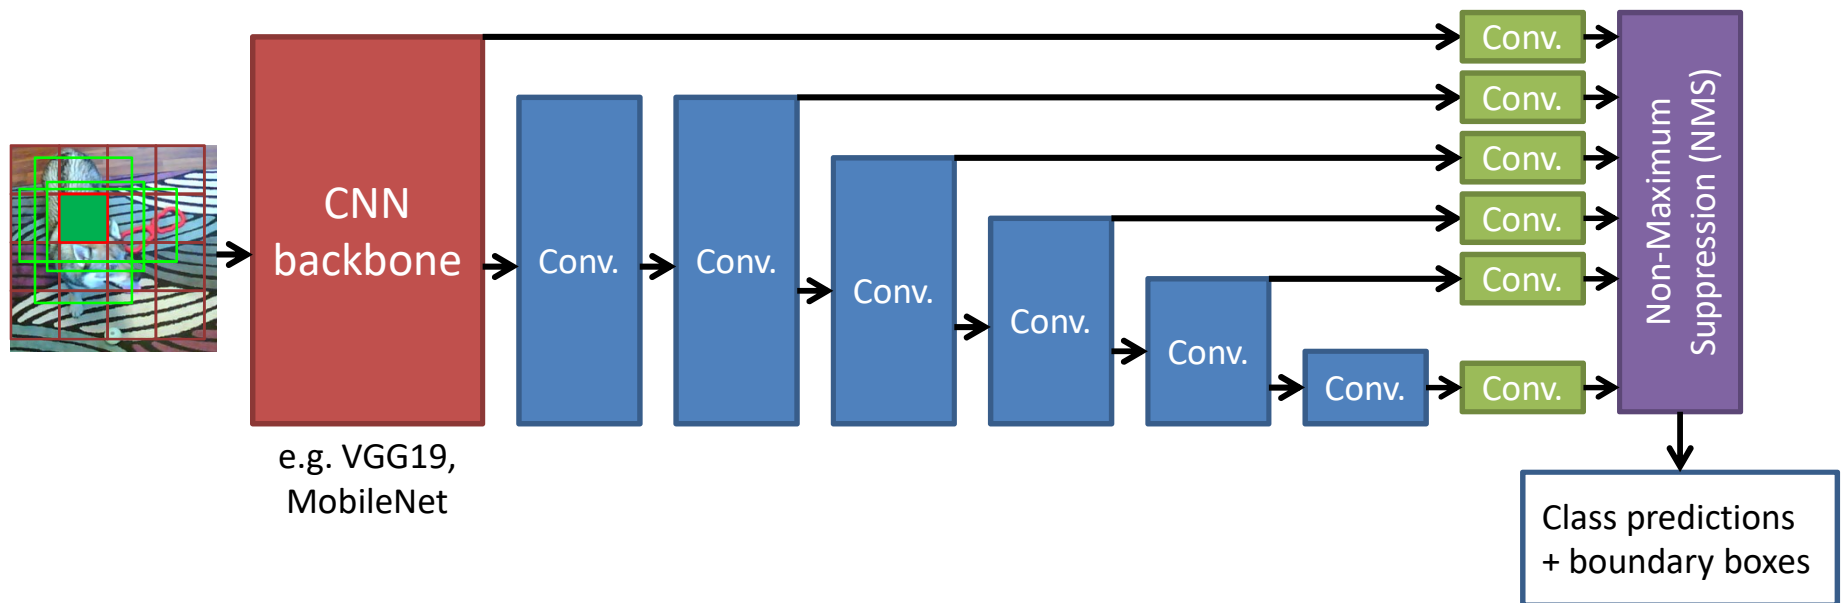 CNN
backbone
e.g. VGG19,
MobileNet
Conv.
Conv.
Conv.
Conv.
Conv.
Conv.
Conv.
Conv.
Conv.
Conv.
Conv.
Conv.
Non-Maximum
Suppression (NMS)
Class predictions
+ boundary boxes